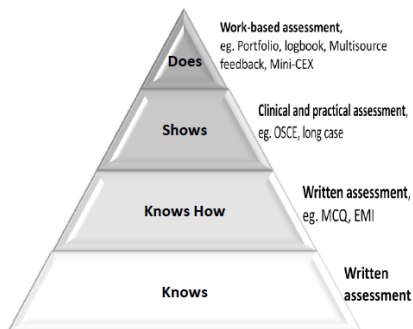 Work-based assessment,
eg. Portfolio, logbook, Multisource
feedback, Mini-CEX
Does
Clinical and practical assessment,
eg. OSCE, long case
Shows
Written assessment,
eg. MCQ, EMI
Knows How
Written
assessment
Knows